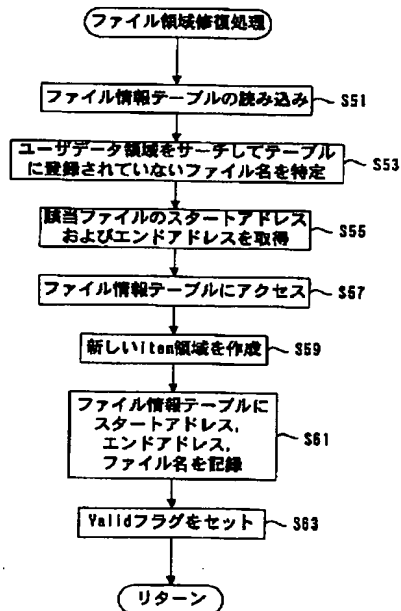 ファイル領域修復処理
ファイル情報テーブルの読み込み S51
ユーザデータ領域をサーチしてテーブル
に登録されていないファイル名を特定 S53
該当ファイルのスタートアドレス
およびエンドアドレスを取得 S55
ファイル情報テーブルにアクセス S57
新しいitem領域を作成 S59
ファイル情報テーブルに
スタートアドレス,
エンドアドレス,
ファイル名を記録 S61
Validフラグをセット S63
リターン